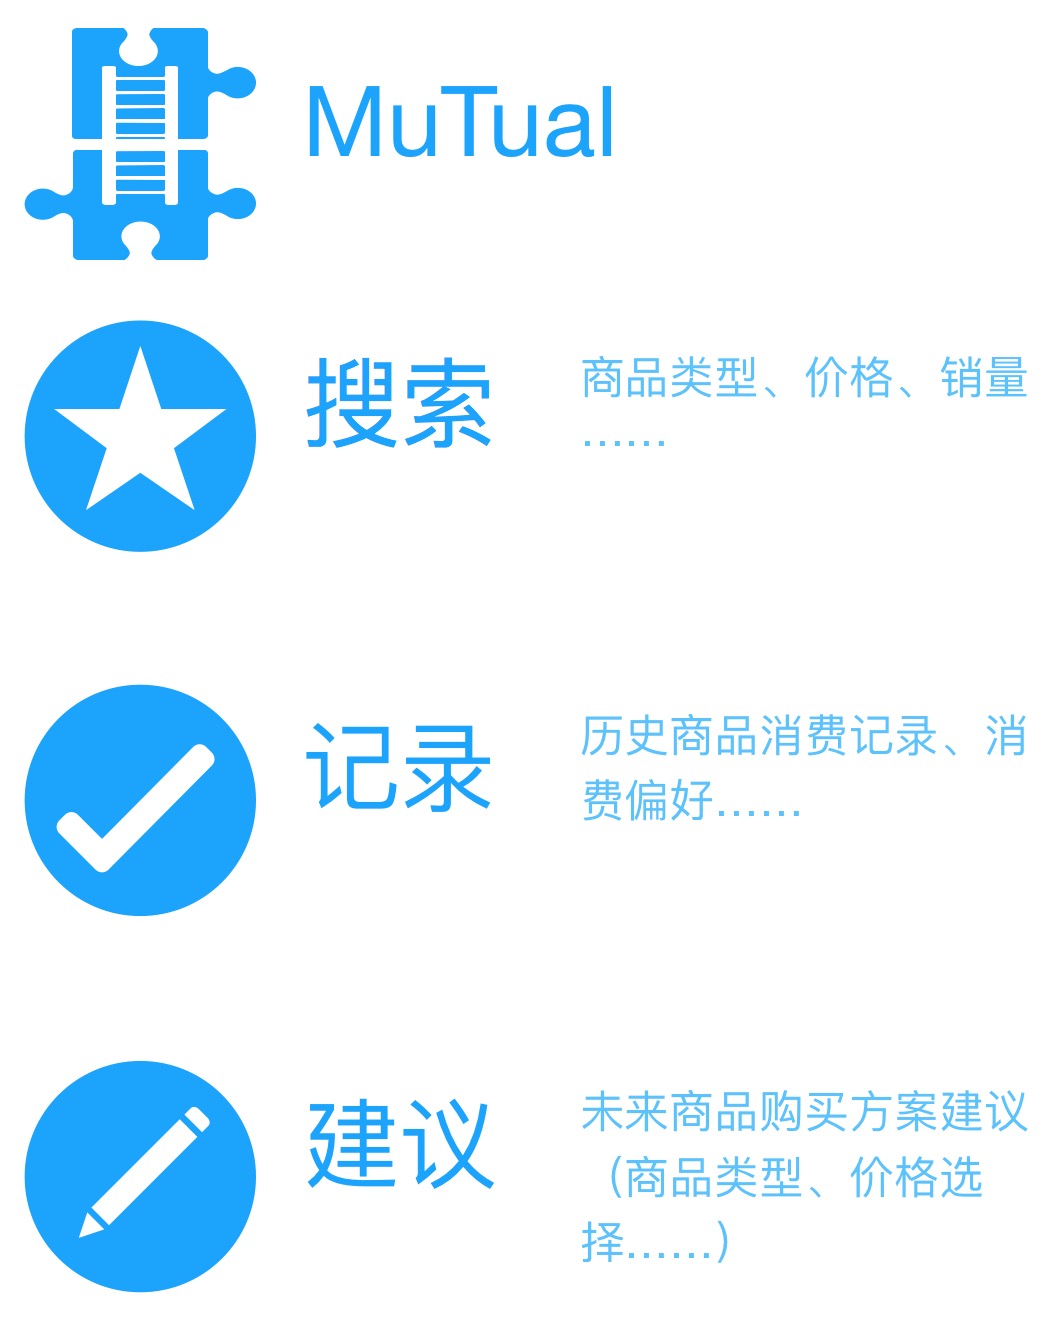 MuTual
搜索
商品类型、价格、销量
……
记录
历史商品消费记录、消
费偏好……
建议
未来商品购买方案建议
（商品类型、价格选
择……）